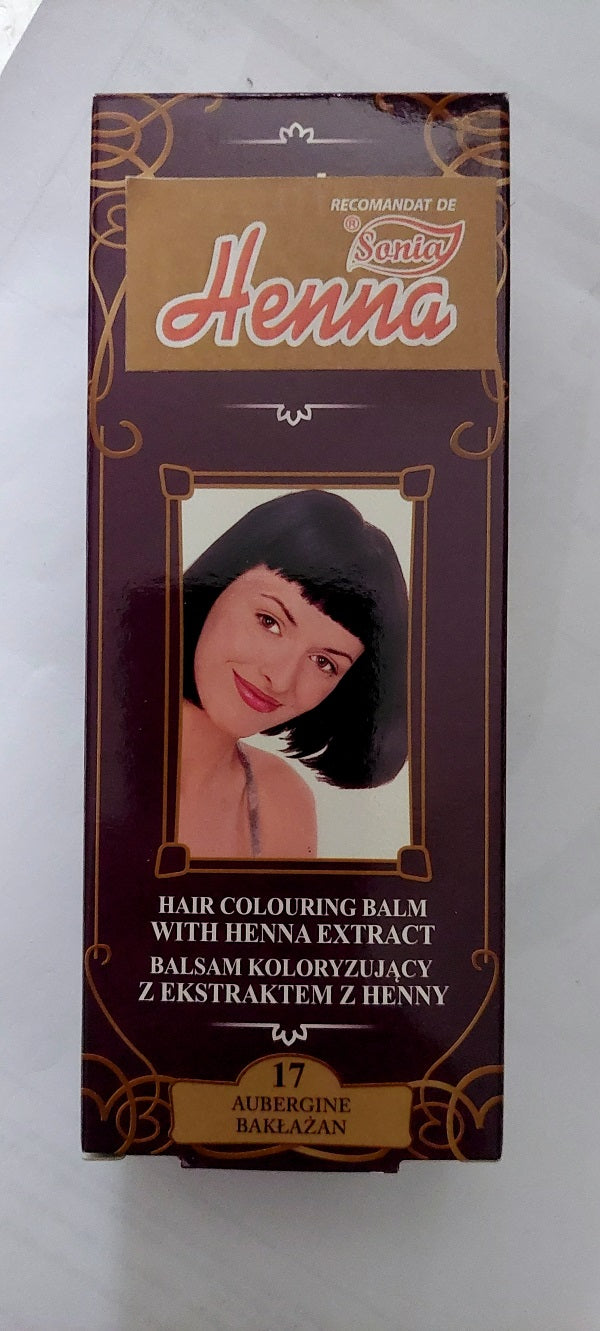 RECOMANDAT DE
® Sonia
Henna
HAIR COLOURING BALM
WITH HENNA EXTRACT
BALSAM KOLORYZUJĄCY
Z EKSTRAKTEM Z HENNY
17
AUBERGINE
BAKŁAŻAN